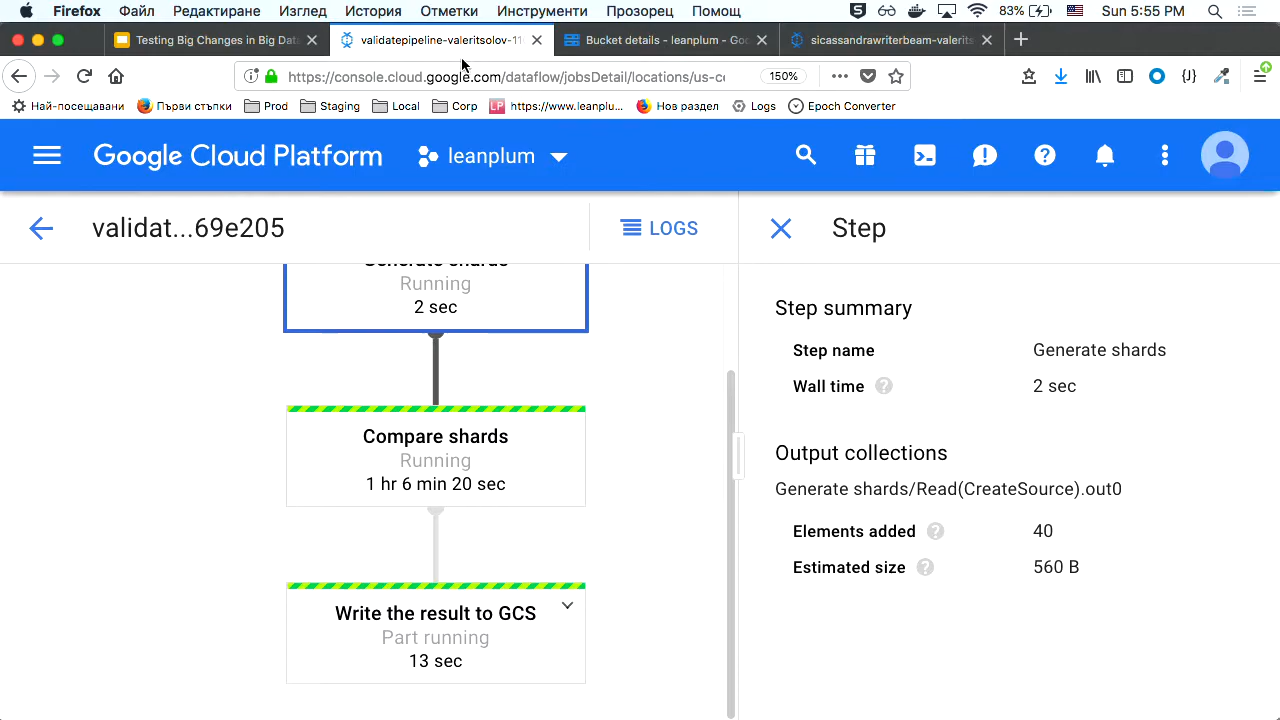 Firefox Файл Редактиране Изглед История Отметки Инструменти Прозорец Помощ 83% Sun 5:55 PM
Testing Big Changes in Big Dat validatepipeline-valeritsolov-11 Bucket details - leanplum - Goo sicassandrawriterbeam-valerits
https://console.cloud.google.com/dataflow/jobsDetail/locations/us-ce 150%
Най-посещавани Първи стъпки Prod Staging Local Corp LP https://www.leanplu... Нов раздел Logs Epoch Converter
Google Cloud Platform leanplum
validat...69e205 LOGS Step
Generate shards
Running
2 sec
Compare shards
Running
1 hr 6 min 20 sec
Write the result to GCS
Part running
13 sec
Step summary
Step name Generate shards
Wall time 2 sec
Output collections
Generate shards/Read(CreateSource).out0
Elements added 40
Estimated size 560 B